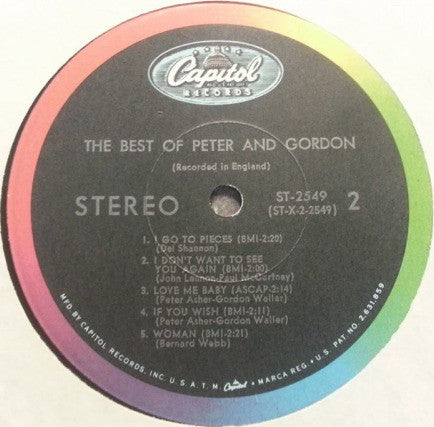 Capitol
RECORDS
THE BEST OF PETER AND GORDON
(Recorded in England)
STEREO
ST-2549
(ST-X-2-2549)
2
1. I GO TO PIECES (BMI-2:20)
(Del Shannon)
2. I DON'T WANT TO SEE
YOU AGAIN (BMI-2:00)
(John Lennon-Paul McCartney)
3. LOVE ME BABY (ASCAP-2:14)
(Peter Asher-Gordon Waller)
4. IF YOU WISH (BMI-2:11)
(Peter Asher-Gordon Waller)
5. WOMAN (BMI-2:21)
(Bernard Webb)
MFD. BY CAPITOL RECORDS, INC. U.S.A. T.M. Capitol MARCA REG. • U.S. PAT. NO. 2,631,859